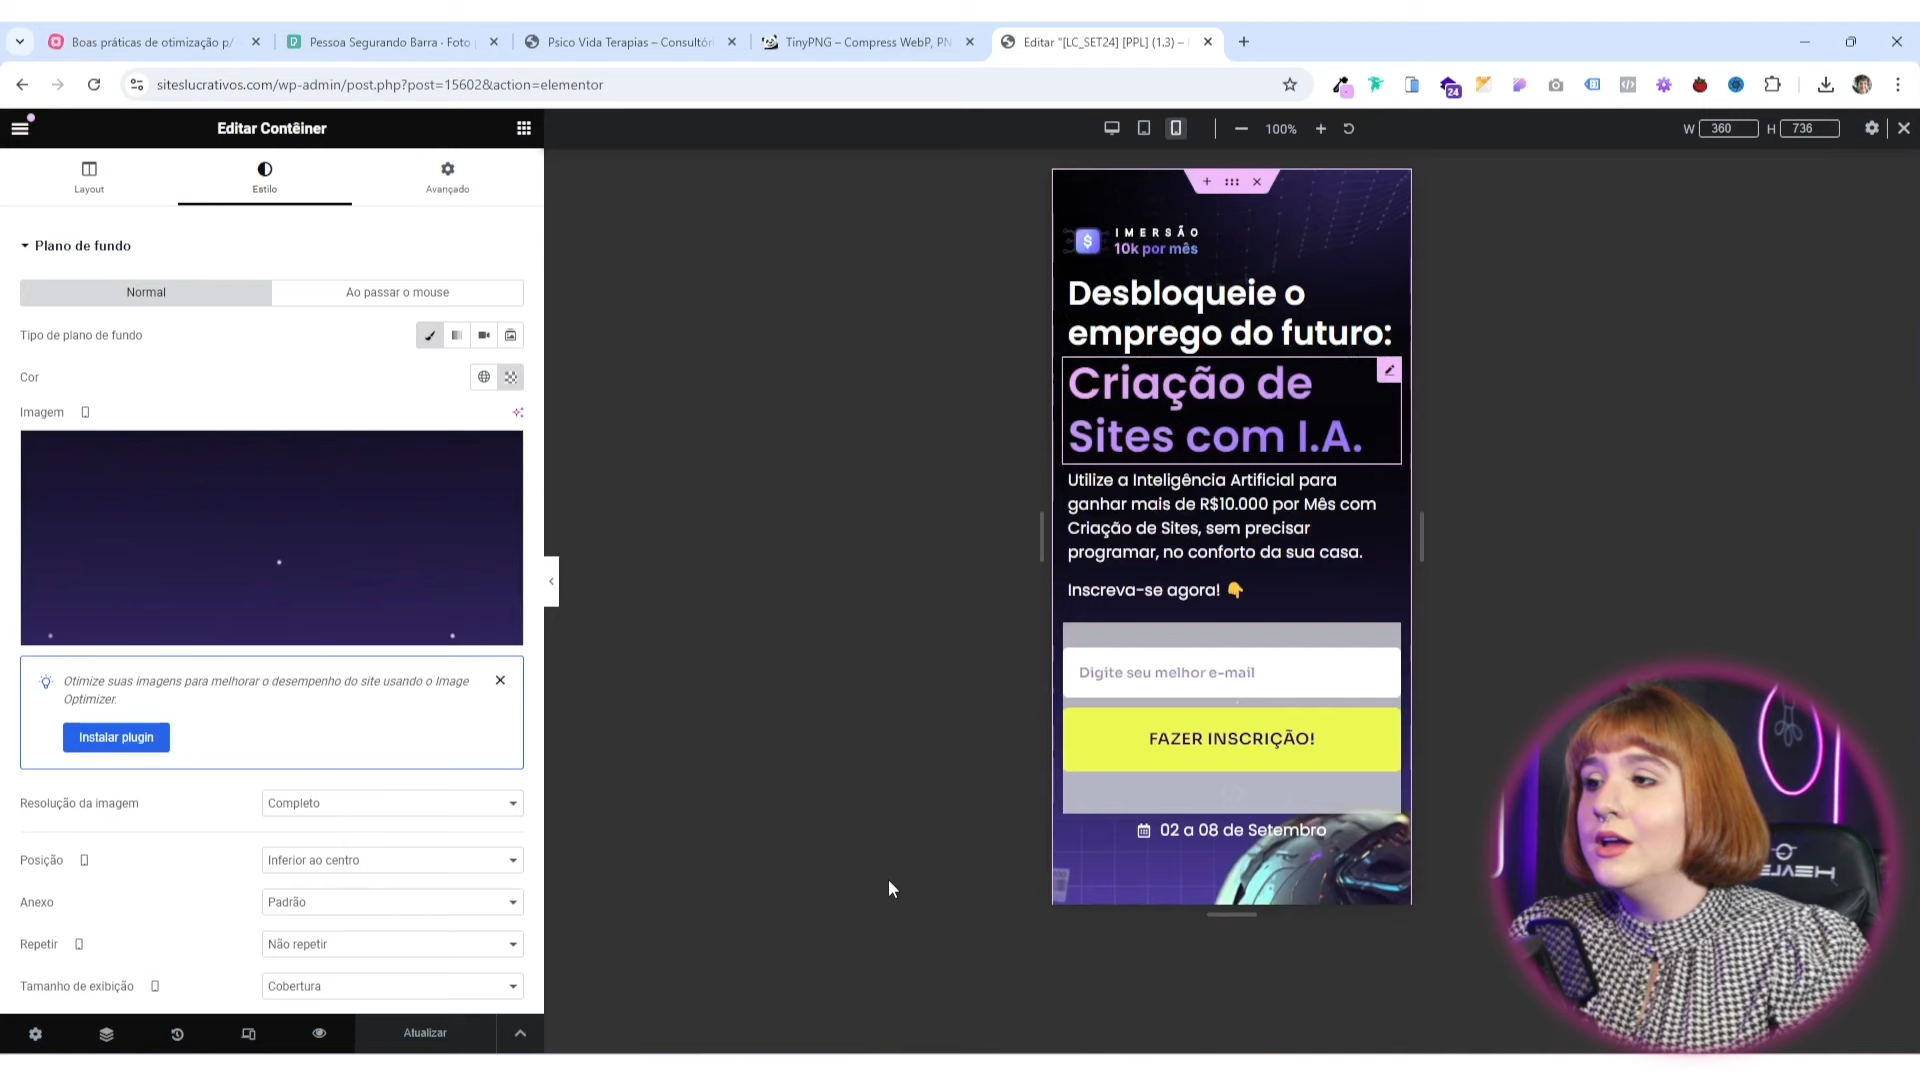 Boas práticas de otimização p/
Pessoa Segurando Barra · Foto
Psico Vida Terapias – Consultóri
TinyPNG – Compress WebP, PN
Editar "[LC_SET24] [PPL] (1.3) –
siteslucrativos.com/wp-admin/post.php?post=15602&action=elementor
24
Editar Contêiner
100%
W 360 H 736
Layout
Estilo
Avançado
Plano de fundo
Normal
Ao passar o mouse
Tipo de plano de fundo
Cor
Imagem
Otimize suas imagens para melhorar o desempenho do site usando o Image
Optimizer.
Instalar plugin
Resolução da imagem
Completo
Posição
Inferior ao centro
Anexo
Padrão
Repetir
Não repetir
Tamanho de exibição
Cobertura
Atualizar
$
IMERSÃO
10k por mês
Desbloqueie o
emprego do futuro:
Criação de
Sites com I.A.
Utilize a Inteligência Artificial para
ganhar mais de R$10.000 por Mês com
Criação de Sites, sem precisar
programar, no conforto da sua casa.
Inscreva-se agora! 👇
Digite seu melhor e-mail
FAZER INSCRIÇÃO!
02 a 08 de Setembro